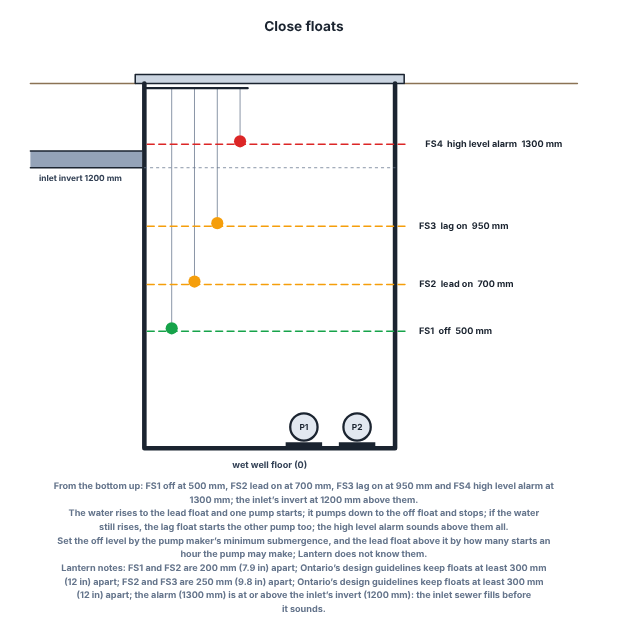 Close floats
FS4 high level alarm 1300 mm
inlet invert 1200 mm
FS3 lag on 950 mm
FS2 lead on 700 mm
FS1 off 500 mm
P1 P2
wet well floor (0)
From the bottom up: FS1 off at 500 mm, FS2 lead on at 700 mm, FS3 lag on at 950 mm and FS4 high level alarm at
1300 mm; the inlet's invert at 1200 mm above them.
The water rises to the lead float and one pump starts; it pumps down to the off float and stops; if the water
still rises, the lag float starts the other pump too; the high level alarm sounds above them all.
Set the off level by the pump maker's minimum submergence, and the lead float above it by how many starts an
hour the pump may make; Lantern does not know them.
Lantern notes: FS1 and FS2 are 200 mm (7.9 in) apart; Ontario's design guidelines keep floats at least 300 mm
(12 in) apart; FS2 and FS3 are 250 mm (9.8 in) apart; Ontario's design guidelines keep floats at least 300 mm
(12 in) apart; the alarm (1300 mm) is at or above the inlet's invert (1200 mm): the inlet sewer fills before
it sounds.